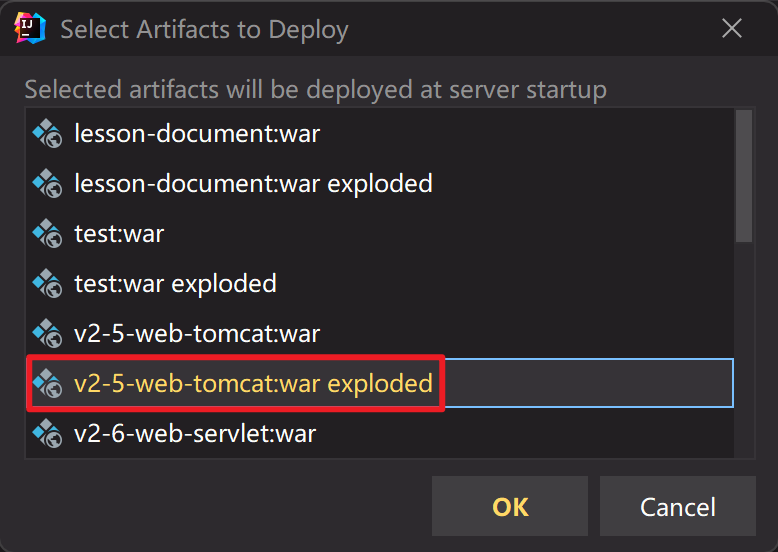 IJ
Select Artifacts to Deploy
Selected artifacts will be deployed at server startup
lesson-document:war
lesson-document:war exploded
test:war
test:war exploded
v2-5-web-tomcat:war
v2-5-web-tomcat:war exploded
v2-6-web-servlet:war
OK Cancel